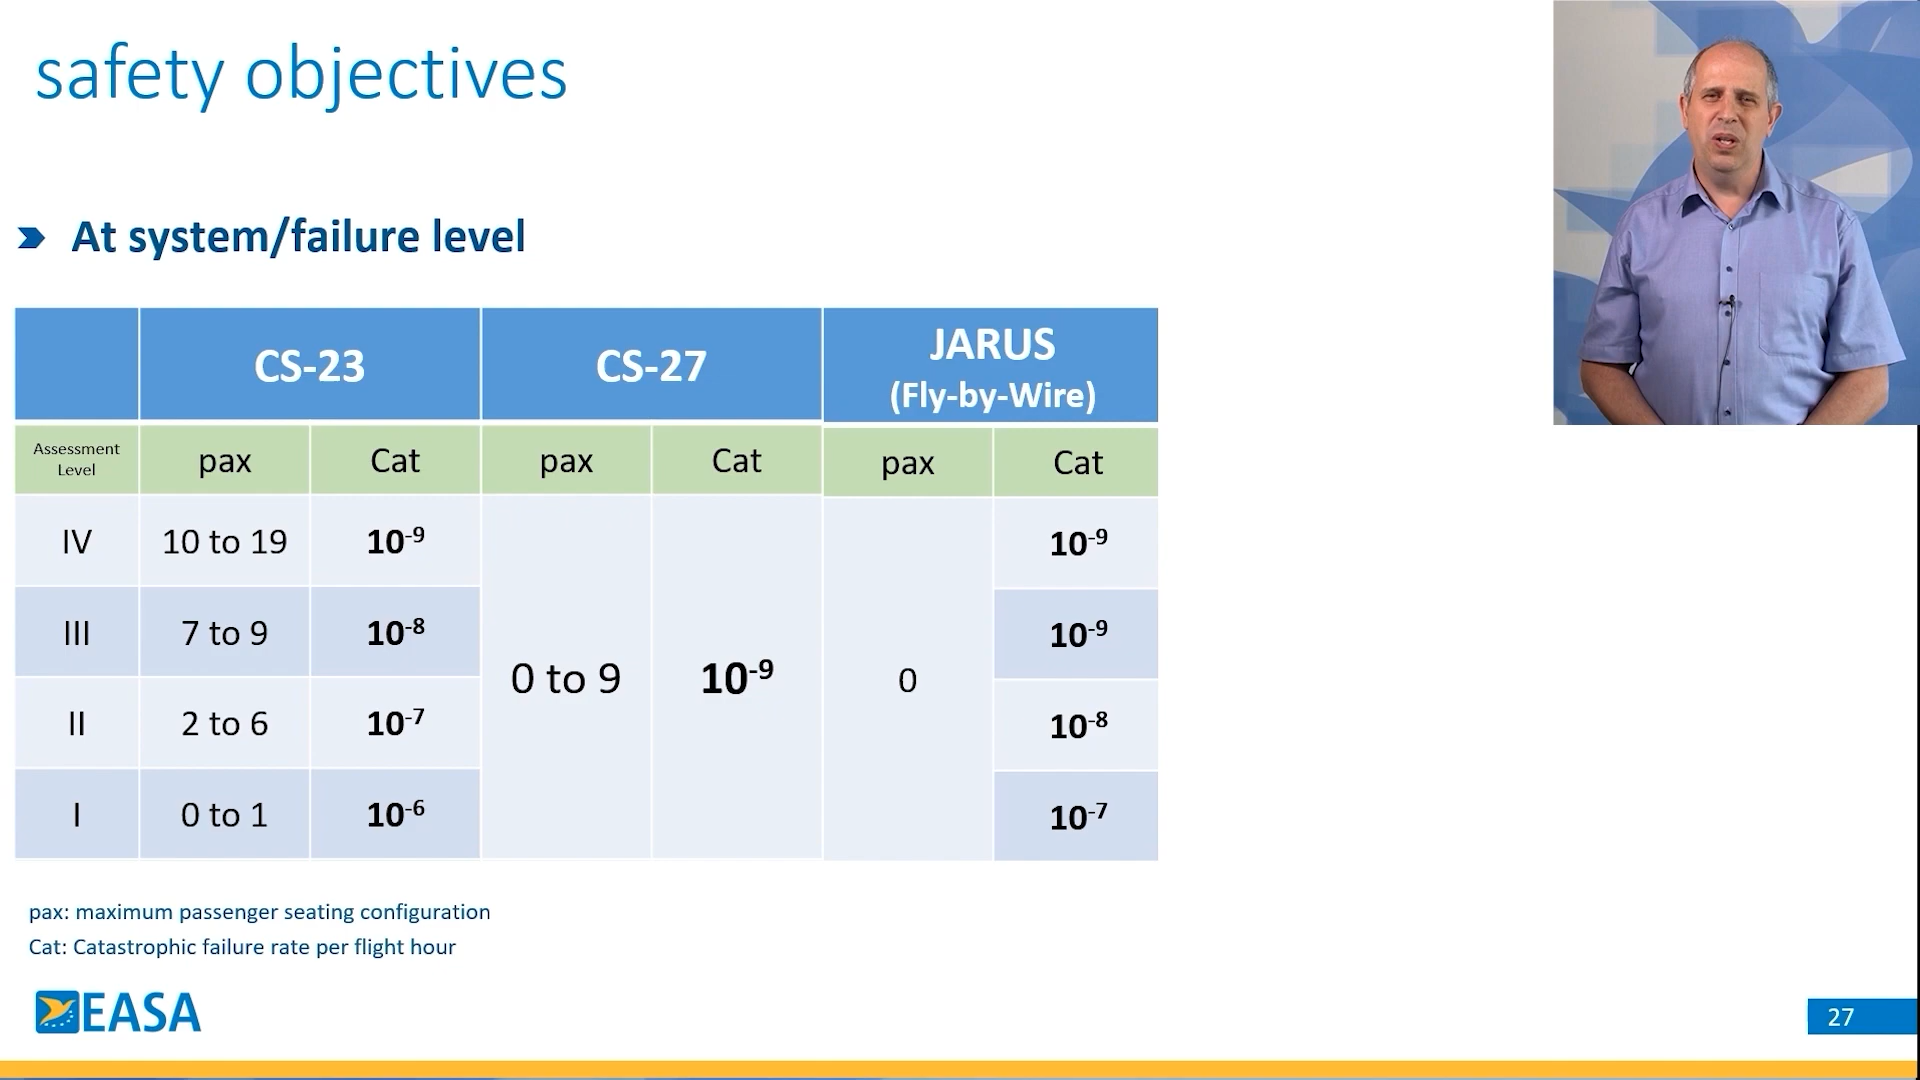 safety objectives
At system/failure level
CS-23 CS-27 JARUS
(Fly-by-Wire)
Assessment
Level
pax Cat pax Cat pax Cat
IV 10 to 19 10-9 10-9
III 7 to 9 10-8 10-9
0 to 9 10-9 0
II 2 to 6 10-7 10-8
I 0 to 1 10-6 10-7
pax: maximum passenger seating configuration
Cat: Catastrophic failure rate per flight hour
EASA
27